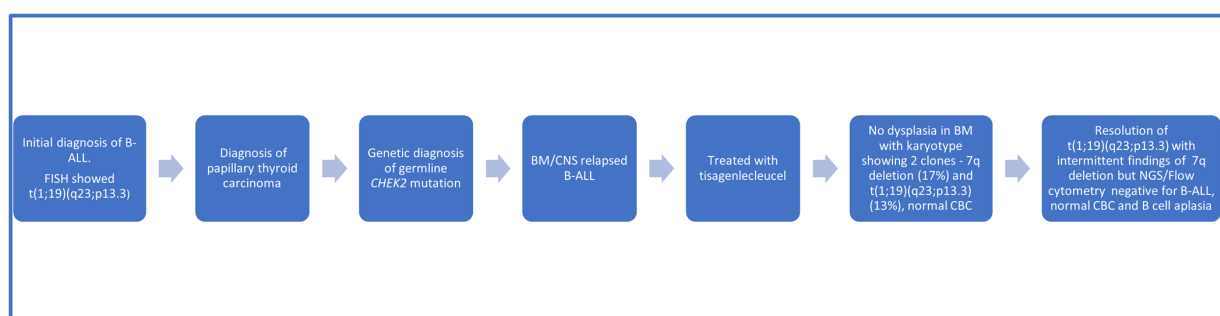 Initial diagnosis of B-
ALL.
FISH showed
t(1;19)(q23;p13.3)
Diagnosis of
papillary thyroid
carcinoma
Genetic diagnosis
of germline
CHEK2 mutation
BM/CNS relapsed
B-ALL
Treated with
tisagenlecleucel
No dysplasia in BM
with karyotype
showing 2 clones - 7q
deletion (17%) and
t(1;19)(q23;p13.3)
(13%), normal CBC
Resolution of
t(1;19)(q23;p13.3) with
intermittent findings of 7q
deletion but NGS/Flow
cytometry negative for B-ALL,
normal CBC and B cell aplasia